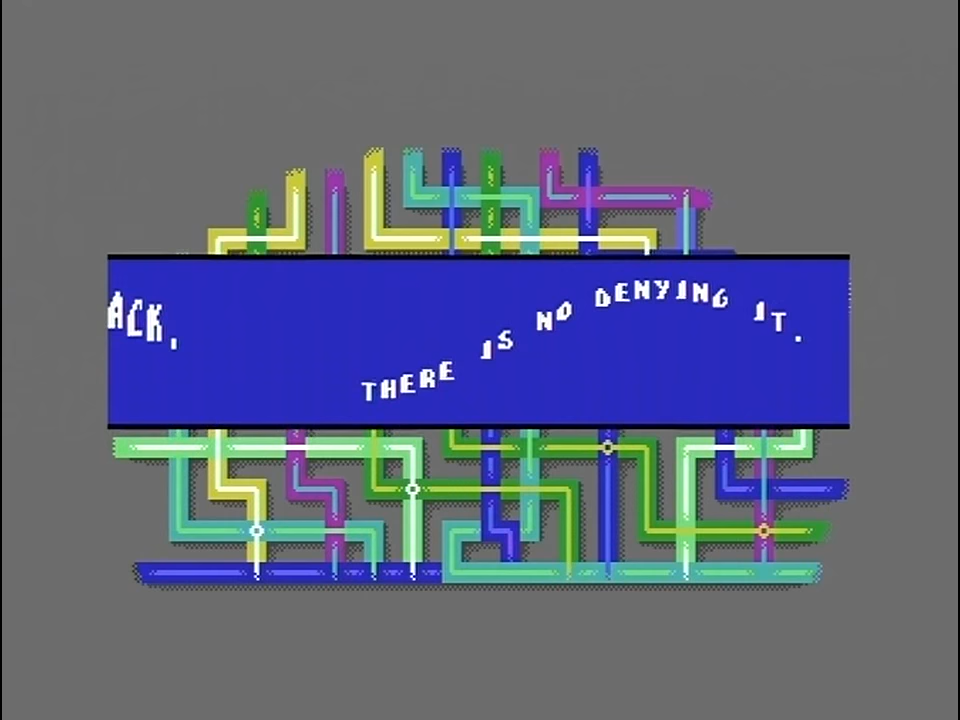 ACK. THERE IS NO DENYING IT.